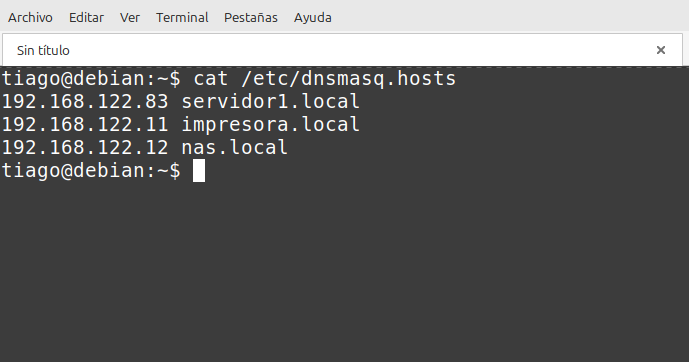 Archivo Editar Ver Terminal Pestañas Ayuda
Sin título ×
tiago@debian:~$ cat /etc/dnsmasq.hosts
192.168.122.83 servidor1.local
192.168.122.11 impresora.local
192.168.122.12 nas.local
tiago@debian:~$